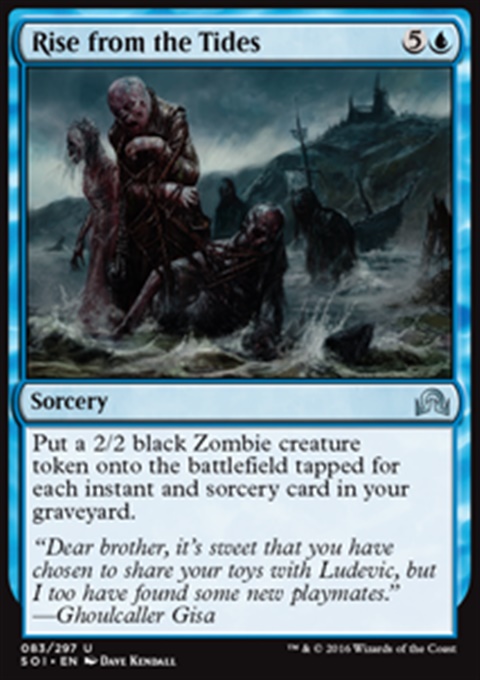 Rise from the Tides 5
Sorcery
Put a 2/2 black Zombie creature
token onto the battlefield tapped for
each instant and sorcery card in your
graveyard.
"Dear brother, it's sweet that you have
chosen to share your toys with Ludevic, but
I too have found some new playmates."
—Ghoulcaller Gisa
083/297 U
SOI • EN Dave Kendall
™ & © 2016 Wizards of the Coast